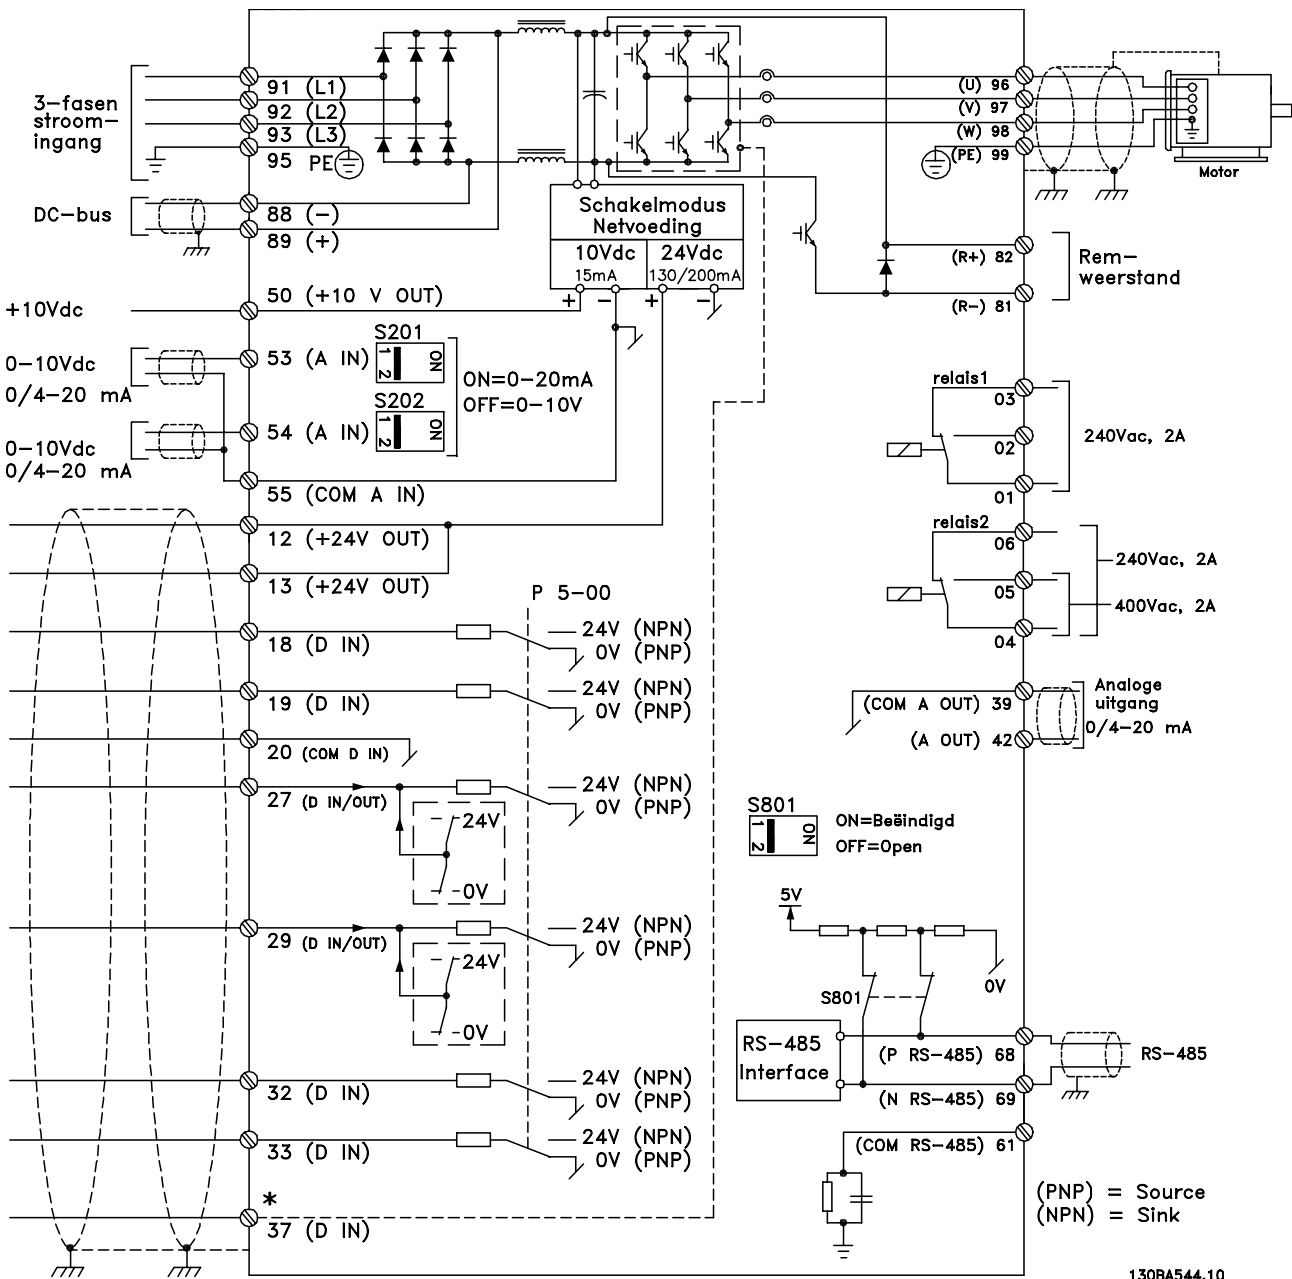 3-fasen
stroom-
ingang
91 (L1)
92 (L2)
93 (L3)
95 PE
DC-bus
88 (-)
89 (+)
+10Vdc
50 (+10 V OUT)
0-10Vdc
0/4-20 mA
53 (A IN)
S201
1 2
ON
ON=0-20mA
OFF=0-10V
S202
1 2
ON
0-10Vdc
0/4-20 mA
54 (A IN)
55 (COM A IN)
12 (+24V OUT)
13 (+24V OUT)
P 5-00
18 (D IN)
24V (NPN)
0V (PNP)
19 (D IN)
24V (NPN)
0V (PNP)
20 (COM D IN)
27 (D IN/OUT)
24V (NPN)
0V (PNP)
24V
0V
29 (D IN/OUT)
24V (NPN)
0V (PNP)
24V
0V
32 (D IN)
24V (NPN)
0V (PNP)
33 (D IN)
24V (NPN)
0V (PNP)
*
37 (D IN)
Schakelmodus
Netvoeding
10Vdc
15mA
24Vdc
130/200mA
+ - + -
(U) 96
(V) 97
(W) 98
(PE) 99
Motor
(R+) 82
(R-) 81
Rem-
weerstand
relais1
03
02
01
240Vac, 2A
relais2
06
05
04
240Vac, 2A
400Vac, 2A
(COM A OUT) 39
(A OUT) 42
Analoge
uitgang
0/4-20 mA
S801
1 2
ON
ON=Beëindigd
OFF=Open
5V
S801
0V
RS-485
Interface
(P RS-485) 68
(N RS-485) 69
RS-485
(COM RS-485) 61
(PNP) = Source
(NPN) = Sink
130BA544.10